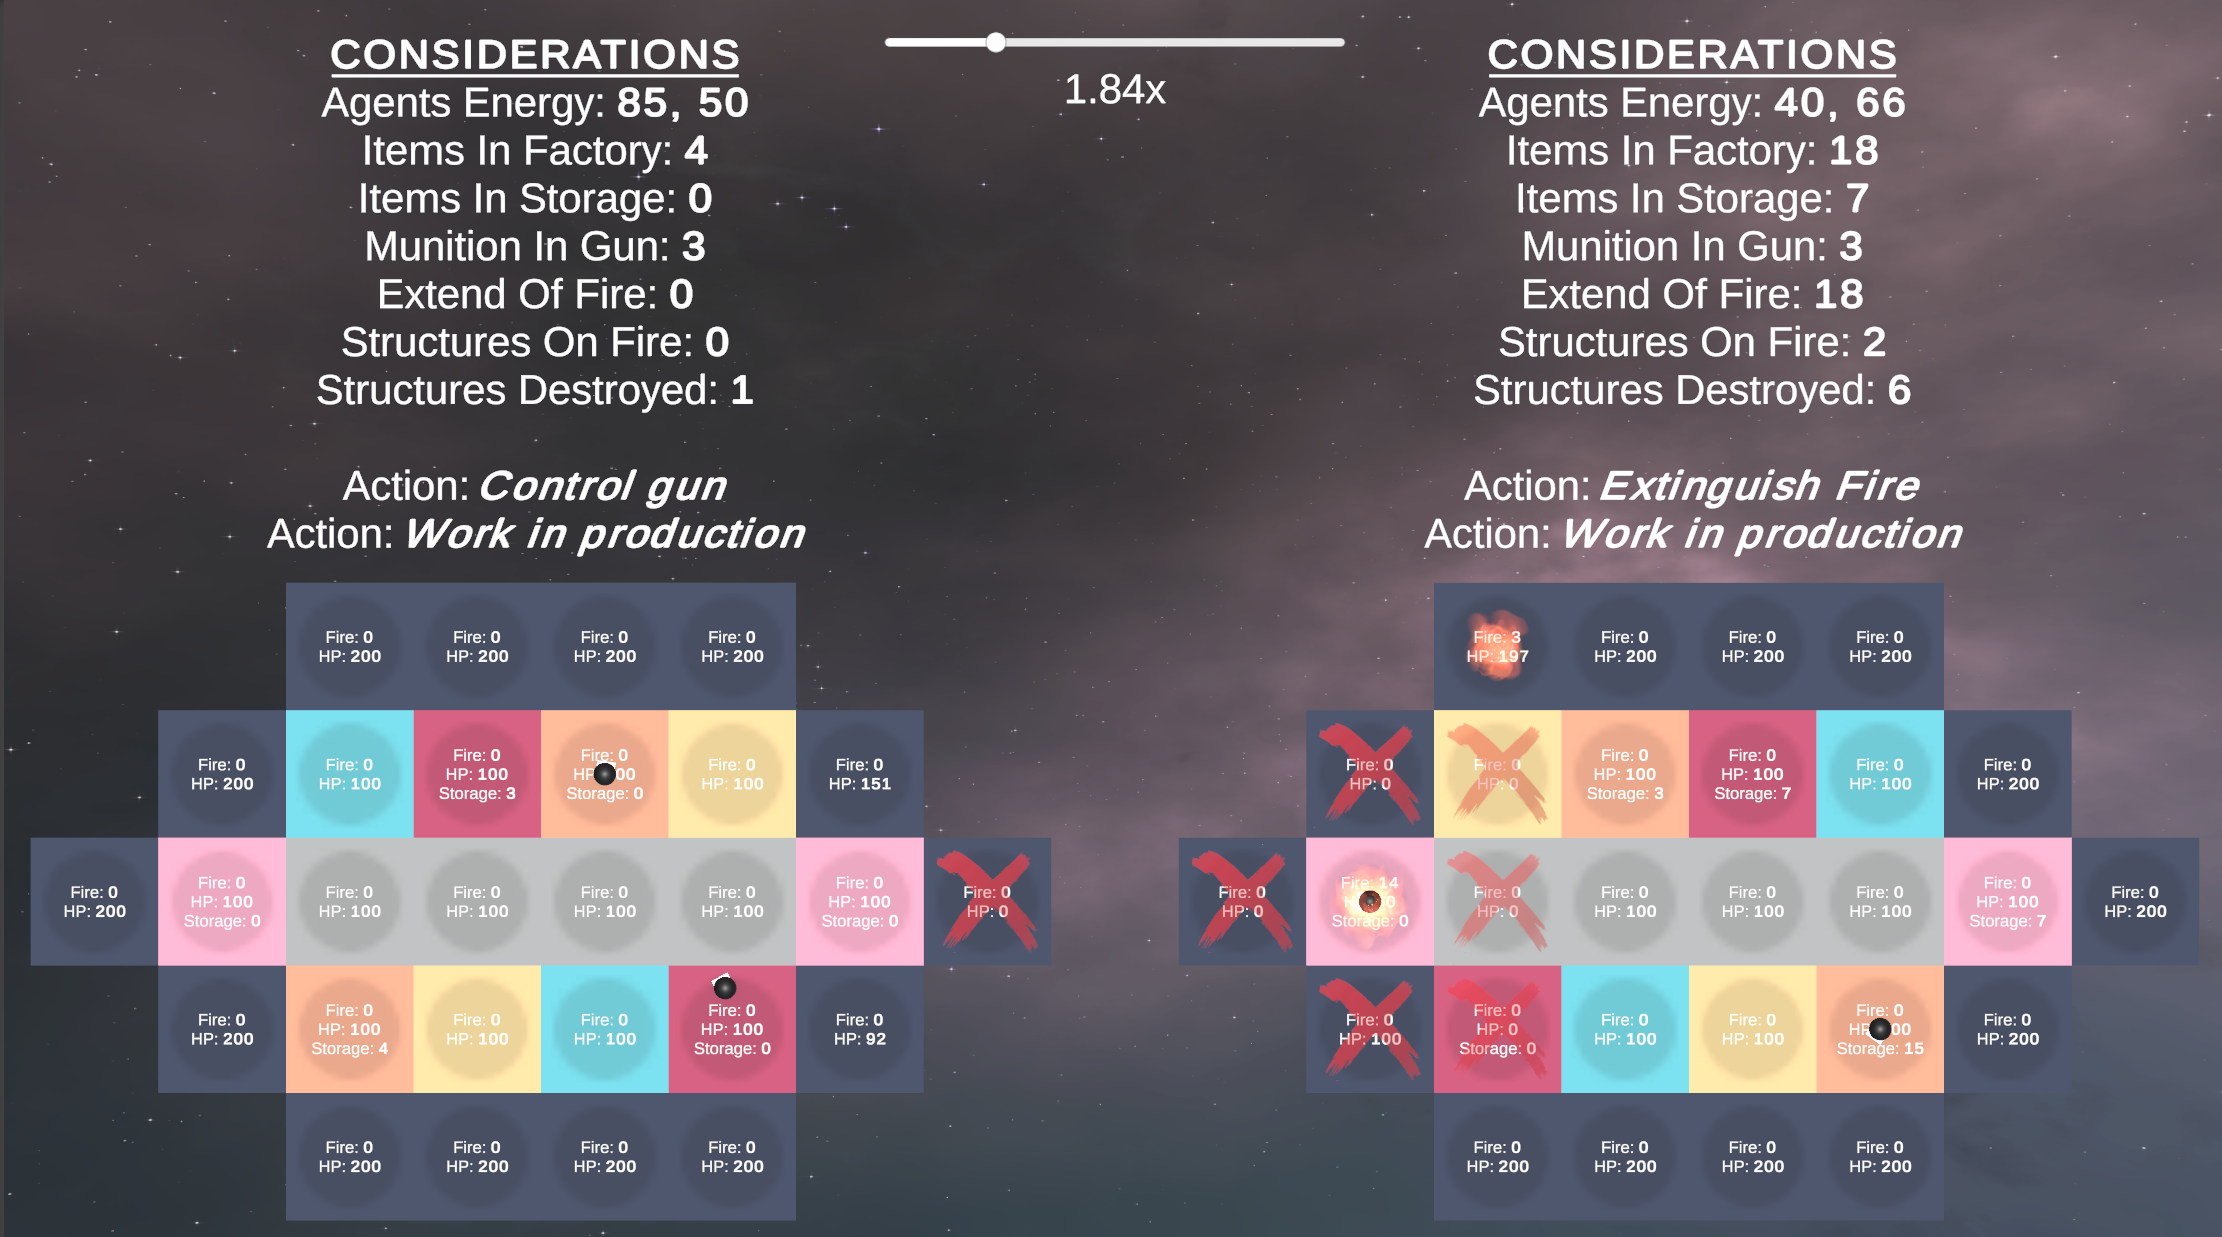 CONSIDERATIONS
Agents Energy: 85, 50
Items In Factory: 4
Items In Storage: 0
Munition In Gun: 3
Extend Of Fire: 0
Structures On Fire: 0
Structures Destroyed: 1
Action: Control gun
Action: Work in production
1.84x
CONSIDERATIONS
Agents Energy: 40, 66
Items In Factory: 18
Items In Storage: 7
Munition In Gun: 3
Extend Of Fire: 18
Structures On Fire: 2
Structures Destroyed: 6
Action: Extinguish Fire
Action: Work in production
Fire: 0
HP: 200
Fire: 0
HP: 200
Fire: 0
HP: 200
Fire: 0
HP: 200
Fire: 0
HP: 200
Fire: 0
HP: 100
Fire: 0
HP: 100
Storage: 3
Fire: 0
Storage: 0
Fire: 0
HP: 100
Fire: 0
HP: 151
Fire: 0
HP: 200
Fire: 0
HP: 100
Storage: 0
Fire: 0
HP: 100
Fire: 0
HP: 100
Fire: 0
HP: 100
Fire: 0
HP: 100
Fire: 0
HP: 100
Storage: 0
Fire: 0
HP: 0
Fire: 0
HP: 200
Fire: 0
HP: 100
Storage: 4
Fire: 0
HP: 100
Fire: 0
HP: 100
Fire: 0
HP: 100
Storage: 0
Fire: 0
HP: 92
Fire: 0
HP: 200
Fire: 0
HP: 200
Fire: 0
HP: 200
Fire: 0
HP: 200
Fire: 3
HP: 197
Fire: 0
HP: 200
Fire: 0
HP: 200
Fire: 0
HP: 200
Fire: 0
HP: 0
Fire: 0
HP: 0
Fire: 0
HP: 100
Storage: 3
Fire: 0
HP: 100
Storage: 7
Fire: 0
HP: 100
Fire: 0
HP: 200
Fire: 0
HP: 0
Fire: 14
Storage: 0
Fire: 0
HP: 0
Fire: 0
HP: 100
Fire: 0
HP: 100
Fire: 0
HP: 100
Fire: 0
HP: 100
Storage: 7
Fire: 0
HP: 200
Fire: 0
HP: 100
Fire: 0
HP: 0
Storage: 0
Fire: 0
HP: 100
Fire: 0
HP: 100
Fire: 0
Storage: 15
Fire: 0
HP: 200
Fire: 0
HP: 200
Fire: 0
HP: 200
Fire: 0
HP: 200
Fire: 0
HP: 200